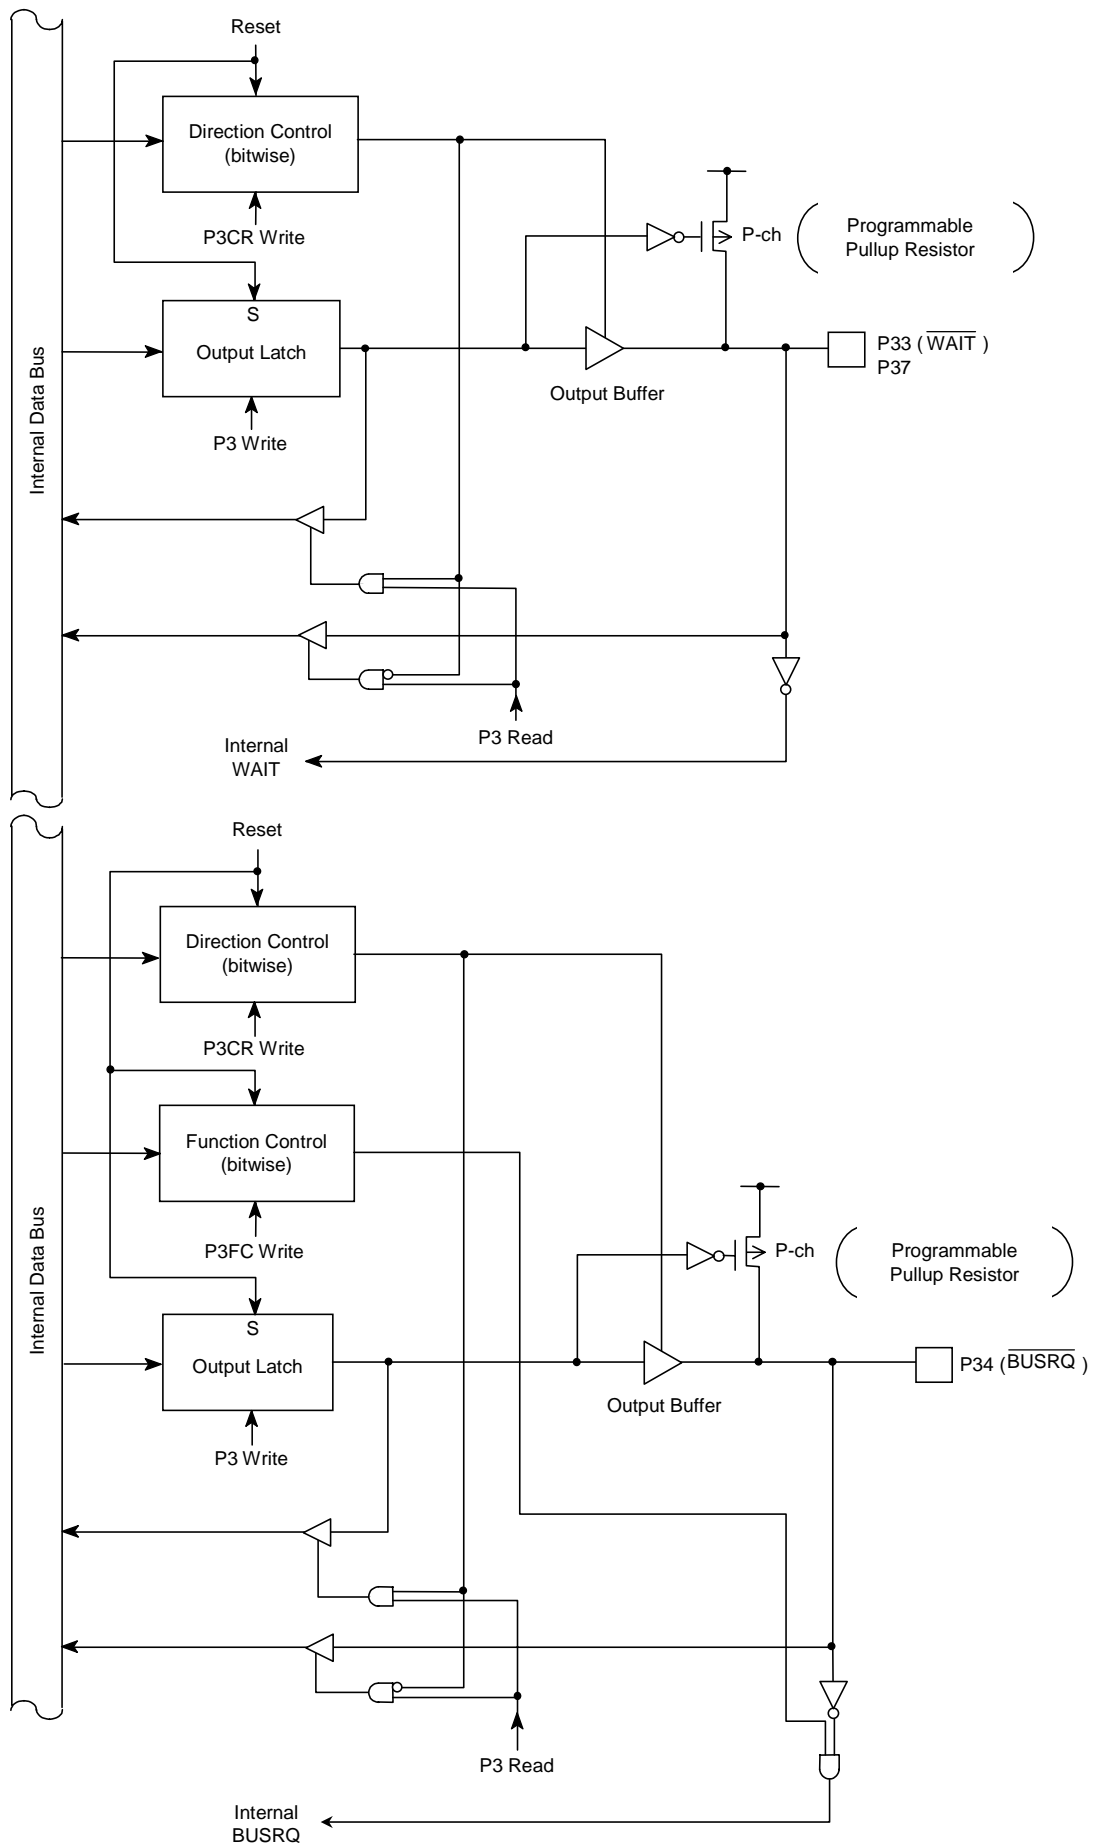 Reset
Direction Control
(bitwise)
P3CR Write
P-ch
Programmable
Pullup Resistor
S
Output Latch
P3 Write
Output Buffer
P33 ( WAIT )
P37
Internal Data Bus
P3 Read
Internal
WAIT
Reset
Direction Control
(bitwise)
P3CR Write
Function Control
(bitwise)
P3FC Write
P-ch
Programmable
Pullup Resistor
S
Output Latch
P3 Write
Output Buffer
P34 ( BUSRQ )
Internal Data Bus
P3 Read
Internal
BUSRQ